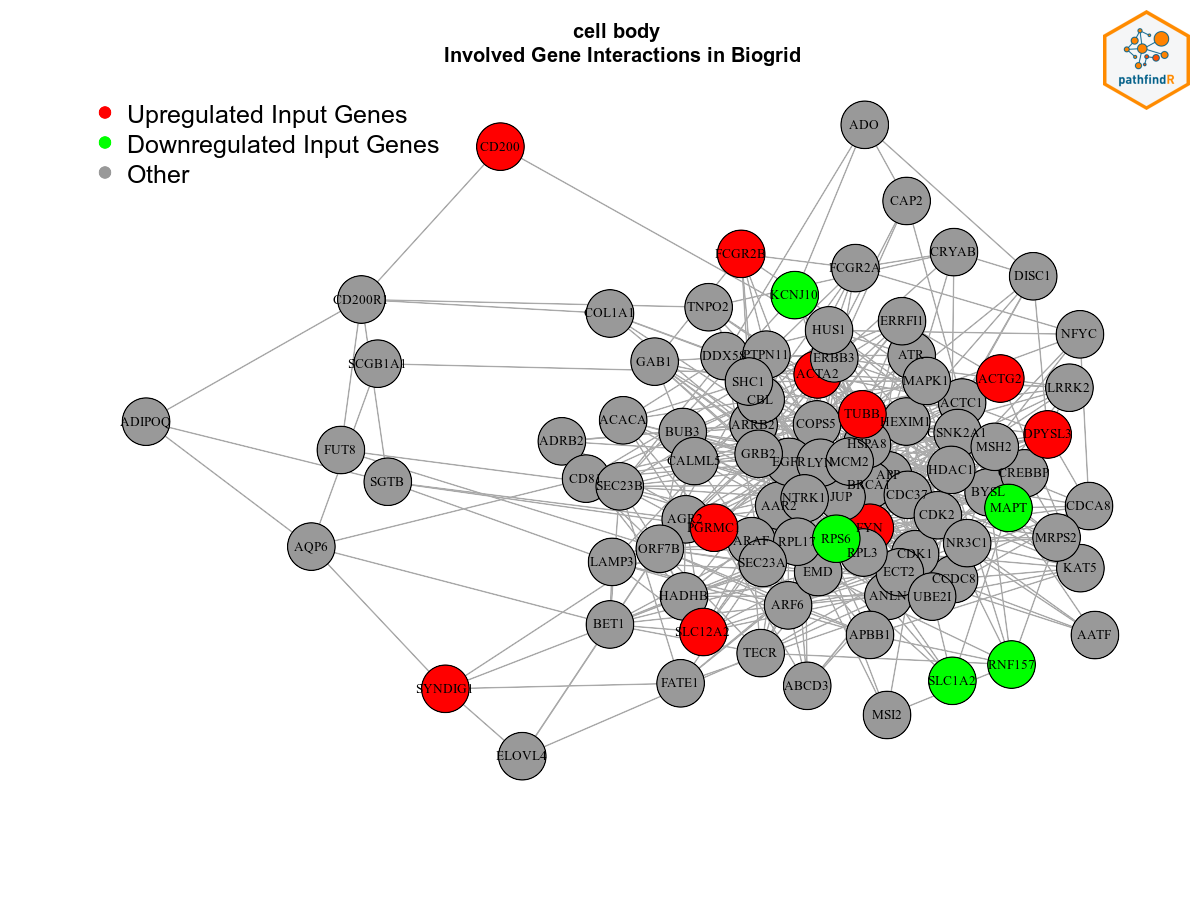 cell body
Involved Gene Interactions in Biogrid
pathfindR
Upregulated Input Genes
Downregulated Input Genes
Other
ADO
CD200
CAP2
FCGR2B
CRYAB
FCGR2A
DISC1
KCNJ10
CD200R1
TNPO2
COL1A1
ERRFI1
HUS1
NFYC
DDX58
PTPN11
ERBB3
ATR
GAB1
SCGB1A1
ACTA2
SHC1
MAPK1
ACTG2
LRRK2
CBL
ACTC1
ADIPOQ
ACACA
ARRB2
COPS5
TUBB
HEXIM1
BUB3
DPYSL3
ADRB2
HSPA8
MSH2
FUT8
GRB2
CALML5
EGFR
LYN
MCM2
HDAC1
CREBBP
SGTB
CD81
SEC23B
APP
BRCA1
BYSL
NTRK1
JUP
CDC37
AAR2
MAPT
CDCA8
CDK2
AGR2
RPS6
MRPS2
AQP6
ORF7B
ARAF
RPL17
RPL3
NR3C1
CDK1
LAMP3
SEC23A
EMD
ECT2
KAT5
CCDC8
HADHB
ARF6
ANLN
UBE2I
BET1
SLC12A2
APBB1
AATF
TECR
RNF157
SYNDIG1
FATE1
ABCD3
SLC1A2
MSI2
ELOVL4